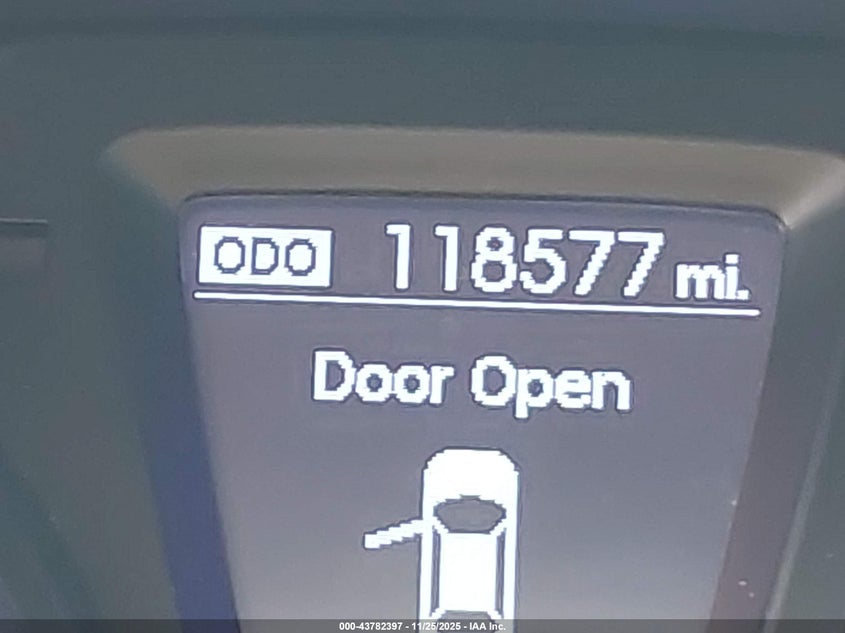 ODO 118577 mi.
Door Open
000-43782397 - 11/25/2025 - IAA Inc.